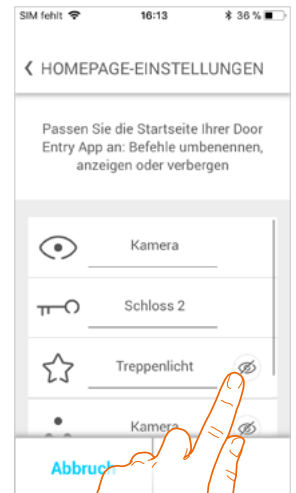 SIM fehlt 16:13 36 %
HOMEPAGE-EINSTELLUNGEN
Passen Sie die Startseite Ihrer Door
Entry App an: Befehle umbenennen,
anzeigen oder verbergen
Kamera
Schloss 2
Treppenlicht
Kamera
Abbruch